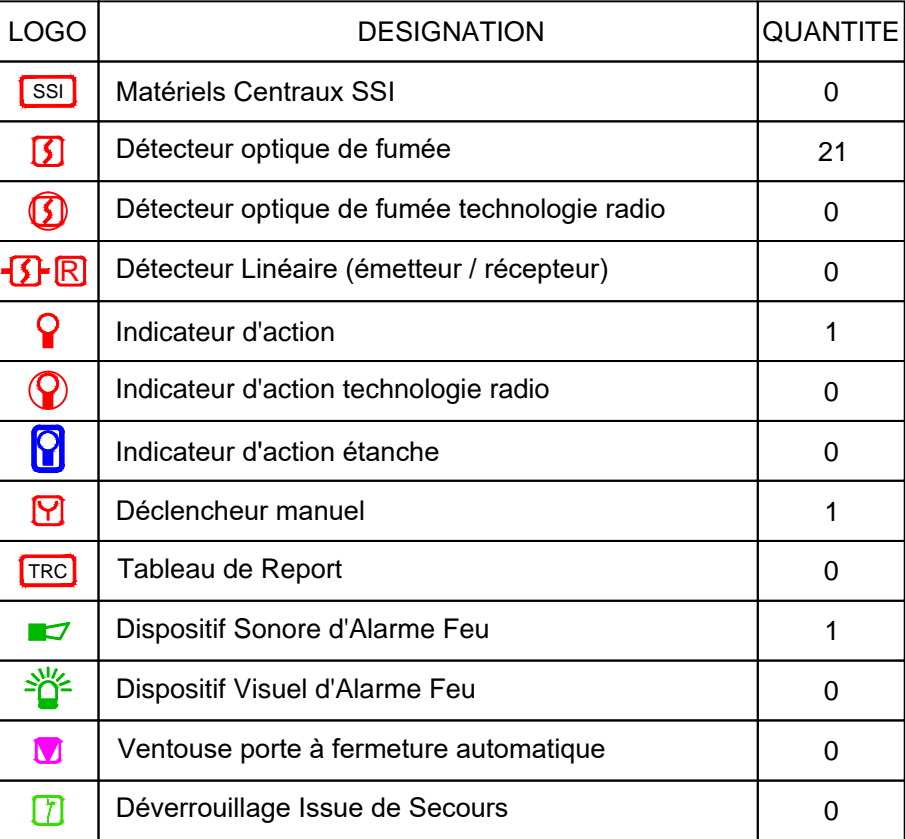 LOGO DESIGNATION QUANTITE
SSI Matériels Centraux SSI 0
Détecteur optique de fumée 21
Détecteur optique de fumée technologie radio 0
R Détecteur Linéaire (émetteur / récepteur) 0
Indicateur d'action 1
Indicateur d'action technologie radio 0
Indicateur d'action étanche 0
Déclencheur manuel 1
TRC Tableau de Report 0
Dispositif Sonore d'Alarme Feu 1
Dispositif Visuel d'Alarme Feu 0
Ventouse porte à fermeture automatique 0
Déverrouillage Issue de Secours 0